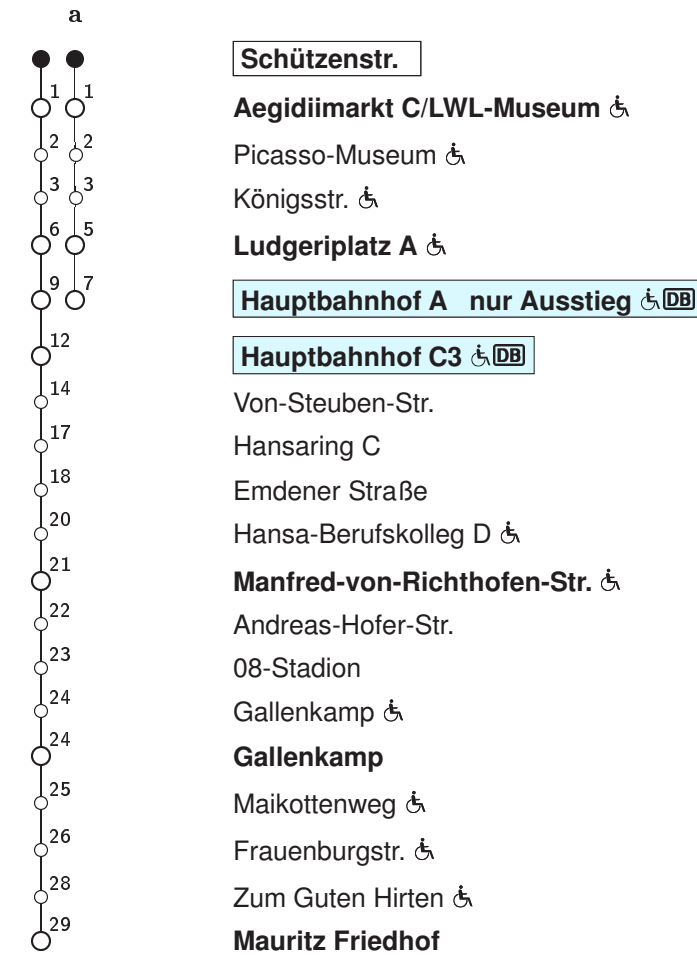 a
Schützenstr.
1 1 Aegidiimarkt C/LWL-Museum
2 2 Picasso-Museum
3 3 Königsstr.
6 5 Ludgeriplatz A
9 7 Hauptbahnhof A nur Ausstieg DB
12 Hauptbahnhof C3 DB
14 Von-Steuben-Str.
17 Hansaring C
18 Emdener Straße
20 Hansa-Berufskolleg D
21 Manfred-von-Richthofen-Str.
22 Andreas-Hofer-Str.
23 08-Stadion
24 Gallenkamp
24 Gallenkamp
25 Maikottenweg
26 Frauenburgstr.
28 Zum Guten Hirten
29 Mauritz Friedhof